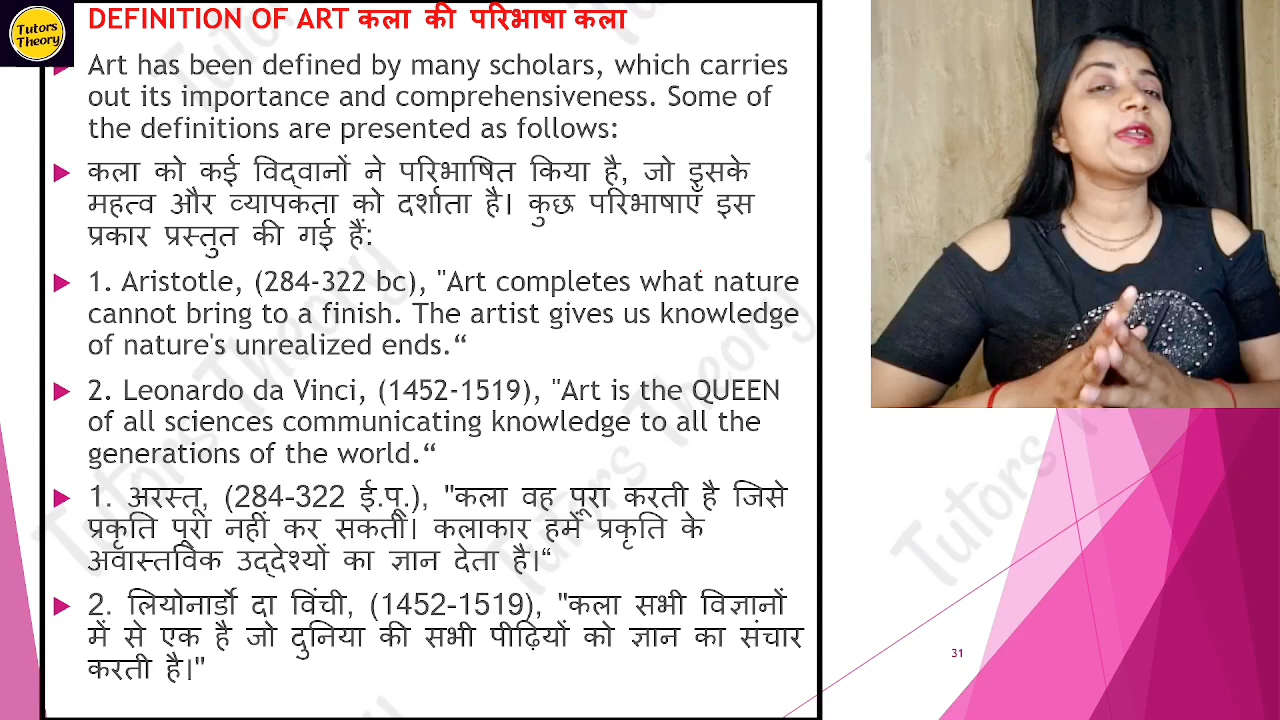 Tutors
Theory
DEFINITION OF ART कला की परिभाषा कला
Art has been defined by many scholars, which carries
out its importance and comprehensiveness. Some of
the definitions are presented as follows:
कला को कई विद्वानों ने परिभाषित किया है, जो इसके
महत्व और व्यापकता को दर्शाता है। कुछ परिभाषाएँ इस
प्रकार प्रस्तुत की गई हैं:
1. Aristotle, (284-322 bc), "Art completes what nature
cannot bring to a finish. The artist gives us knowledge
of nature's unrealized ends.“
2. Leonardo da Vinci, (1452-1519), "Art is the QUEEN
of all sciences communicating knowledge to all the
generations of the world.“
1. अरस्तू, (284-322 ई.पू.), "कला वह पूरा करती है जिसे
प्रकृति पूरा नहीं कर सकती। कलाकार हमें प्रकृति के
अवास्तविक उद्देश्यों का ज्ञान देता है।“
2. लियोनार्डो दा विंची, (1452-1519), "कला सभी विज्ञानों
में से एक है जो दुनिया की सभी पीढ़ियों को ज्ञान का संचार
करती है।"
31
Tutors Theory
Tutors